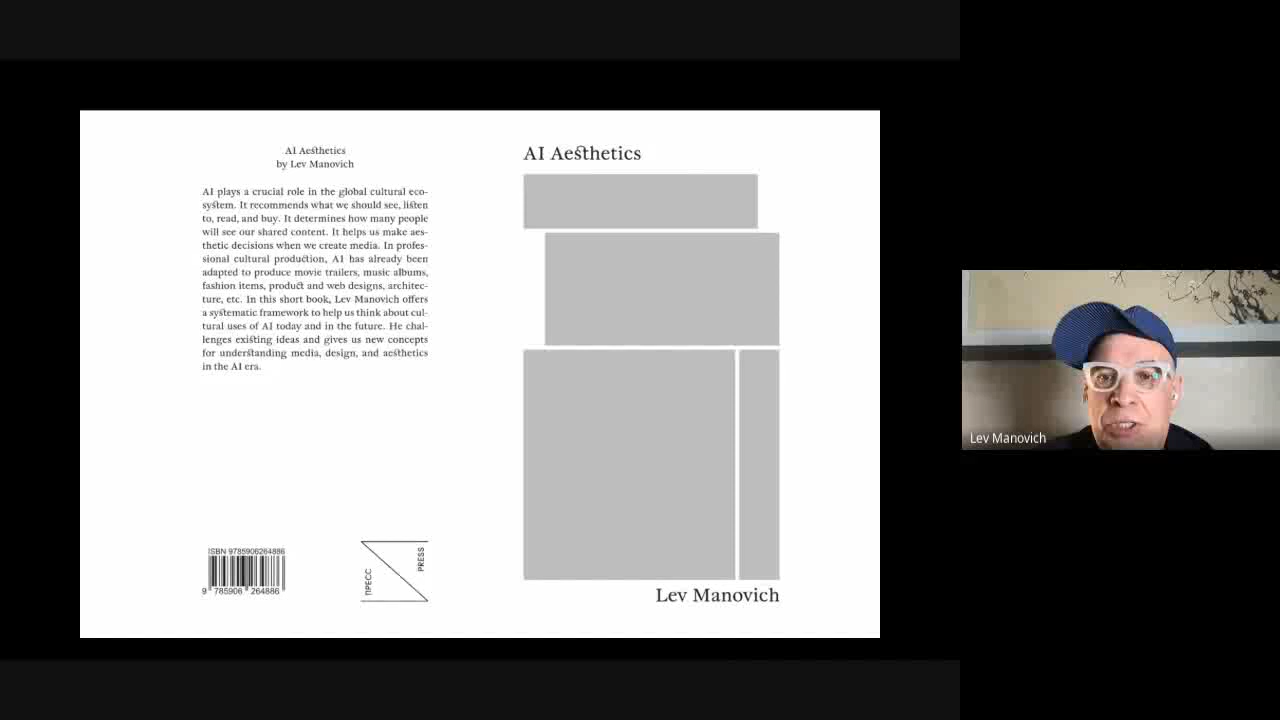 AI Aesthetics
by Lev Manovich
AI plays a crucial role in the global cultural eco-
system. It recommends what we should see, listen
to, read, and buy. It determines how many people
will see our shared content. It helps us make aes-
thetic decisions when we create media. In profes-
sional cultural production, AI has already been
adapted to produce movie trailers, music albums,
fashion items, product and web designs, architec-
ture, etc. In this short book, Lev Manovich offers
a systematic framework to help us think about cul-
tural uses of AI today and in the future. He chal-
lenges existing ideas and gives us new concepts
for understanding media, design, and aesthetics
in the AI era.
ISBN 9785906264886
9 785906 264886
ПРЕСС
PRESS
AI Aesthetics
Lev Manovich
Lev Manovich